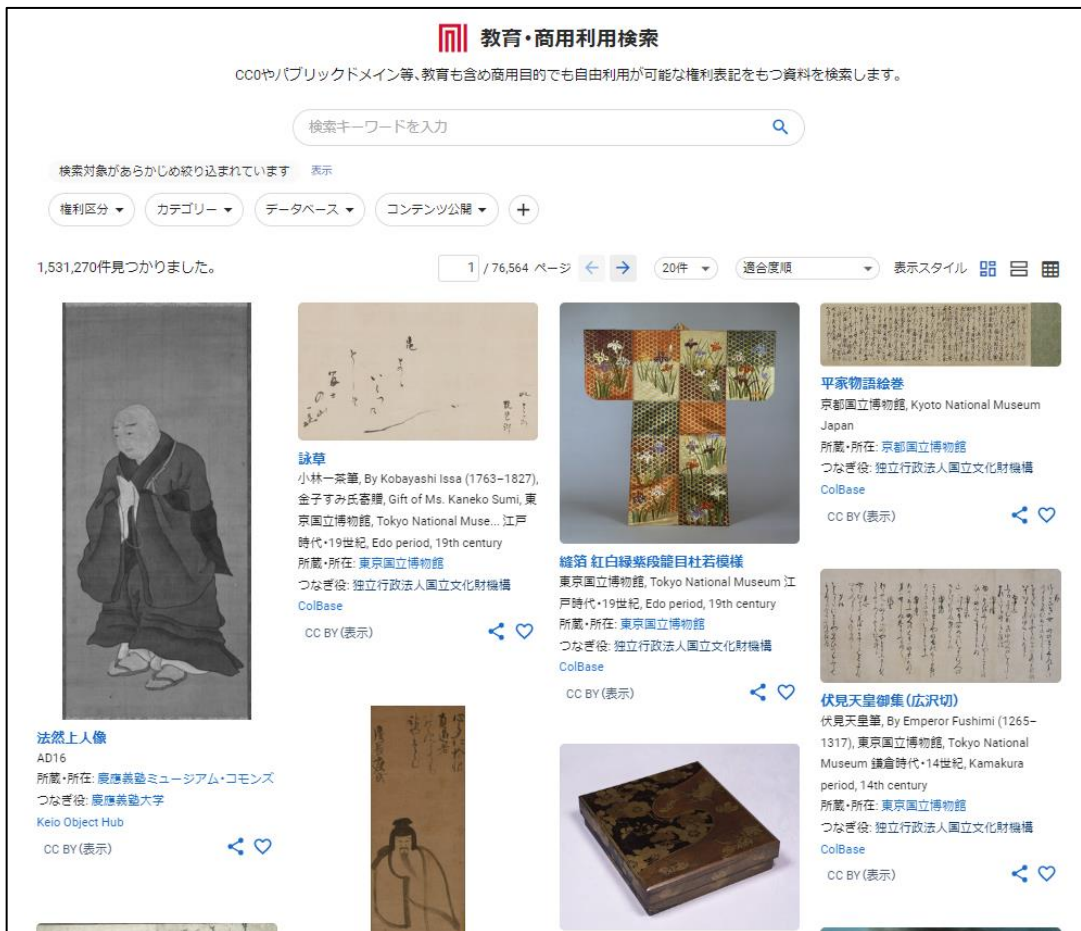 教育・商用利用検索
CC0やパブリックドメイン等、教育も含め商用目的でも自由利用が可能な権利表記をもつ資料を検索します。
検索キーワードを入力
検索対象があらかじめ絞り込まれています 表示
権利区分 カテゴリー データベース コンテンツ公開
1,531,270件見つかりました。
1 / 76,564 ページ 20件 適合度順 表示スタイル
法然上人像
AD16
所蔵・所在: 慶應義塾ミュージアム・コモンズ
つなぎ役: 慶應義塾大学
Keio Object Hub
CC BY（表示）
詠草
小林一茶筆, By Kobayashi Issa (1763–1827),
金子すみ氏寄贈, Gift of Ms. Kaneko Sumi, 東
京国立博物館, Tokyo National Muse... 江戸
時代・19世紀, Edo period, 19th century
所蔵・所在: 東京国立博物館
つなぎ役: 独立行政法人国立文化財機構
ColBase
CC BY（表示）
縫箔 紅白緑紫段籠目杜若模様
東京国立博物館, Tokyo National Museum 江
戸時代・19世紀, Edo period, 19th century
所蔵・所在: 東京国立博物館
つなぎ役: 独立行政法人国立文化財機構
ColBase
CC BY（表示）
平家物語絵巻
京都国立博物館, Kyoto National Museum
Japan
所蔵・所在: 京都国立博物館
つなぎ役: 独立行政法人国立文化財機構
ColBase
CC BY（表示）
伏見天皇御集（広沢切）
伏見天皇筆, By Emperor Fushimi (1265–
1317), 東京国立博物館, Tokyo National
Museum 鎌倉時代・14世紀, Kamakura
period, 14th century
所蔵・所在: 東京国立博物館
つなぎ役: 独立行政法人国立文化財機構
ColBase
CC BY（表示）